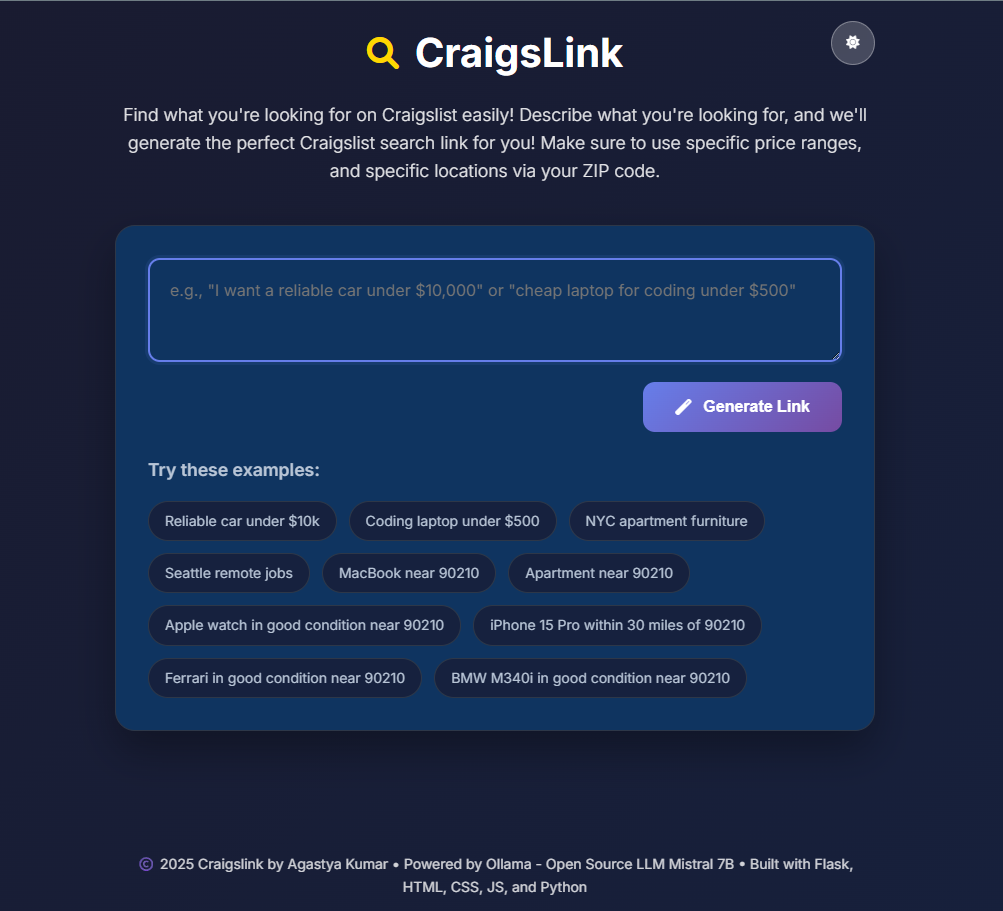 CraigsLink
Find what you're looking for on Craigslist easily! Describe what you're looking for, and we'll
generate the perfect Craigslist search link for you! Make sure to use specific price ranges,
and specific locations via your ZIP code.
e.g., "I want a reliable car under $10,000" or "cheap laptop for coding under $500"
Generate Link
Try these examples:
Reliable car under $10k
Coding laptop under $500
NYC apartment furniture
Seattle remote jobs
MacBook near 90210
Apartment near 90210
Apple watch in good condition near 90210
iPhone 15 Pro within 30 miles of 90210
Ferrari in good condition near 90210
BMW M340i in good condition near 90210
© 2025 Craigslink by Agastya Kumar • Powered by Ollama - Open Source LLM Mistral 7B • Built with Flask,
HTML, CSS, JS, and Python